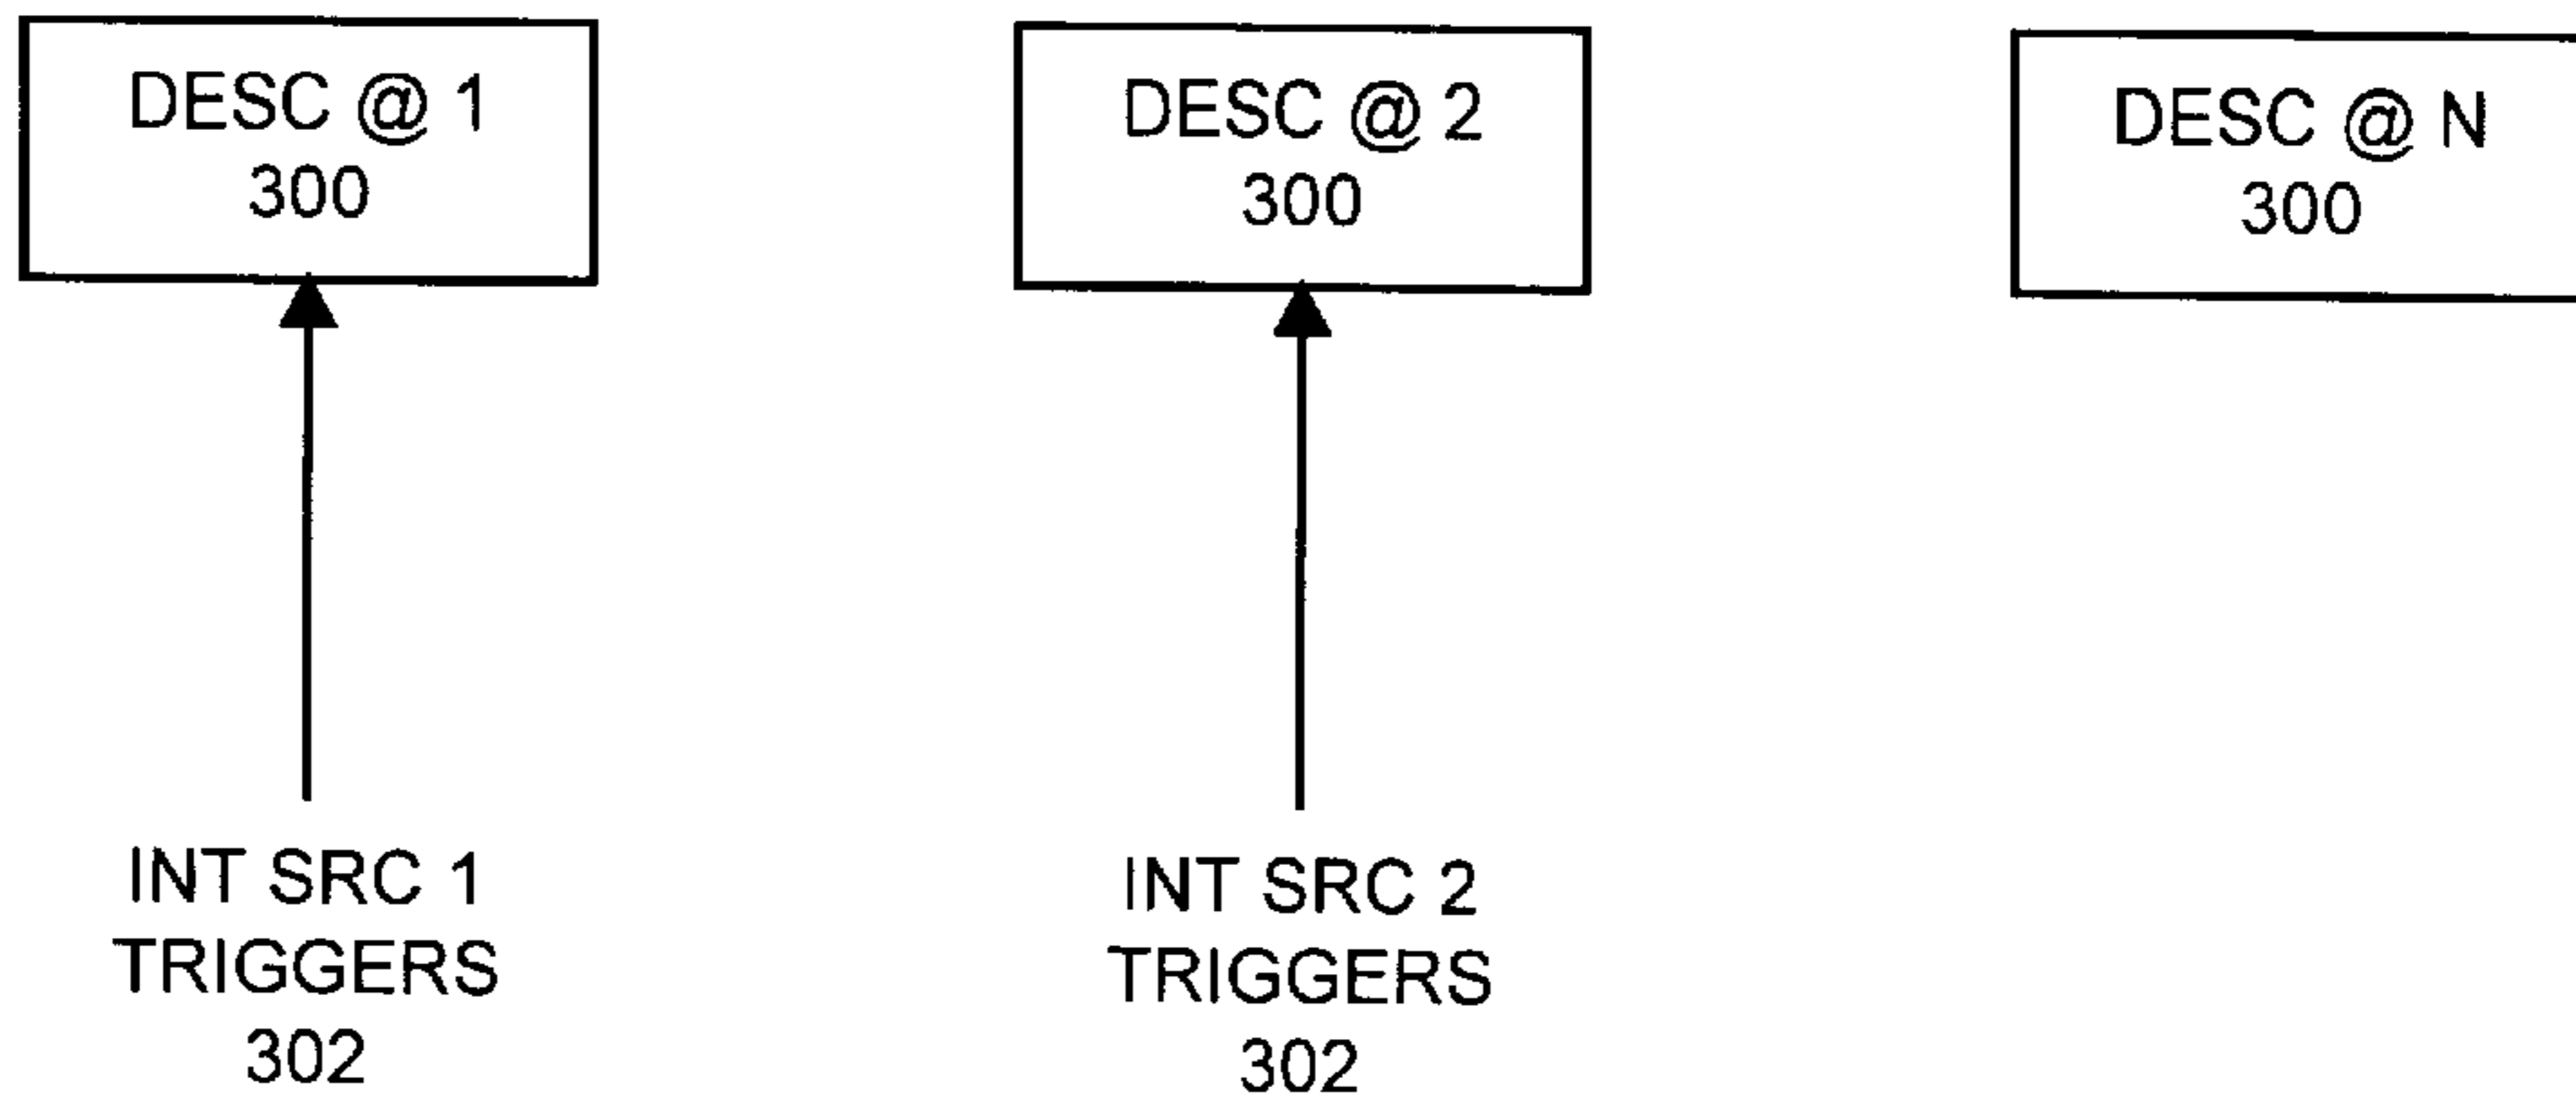 DESC @ 1
300
DESC @ 2
300
DESC @ N
300
INT SRC 1
TRIGGERS
302
INT SRC 2
TRIGGERS
302